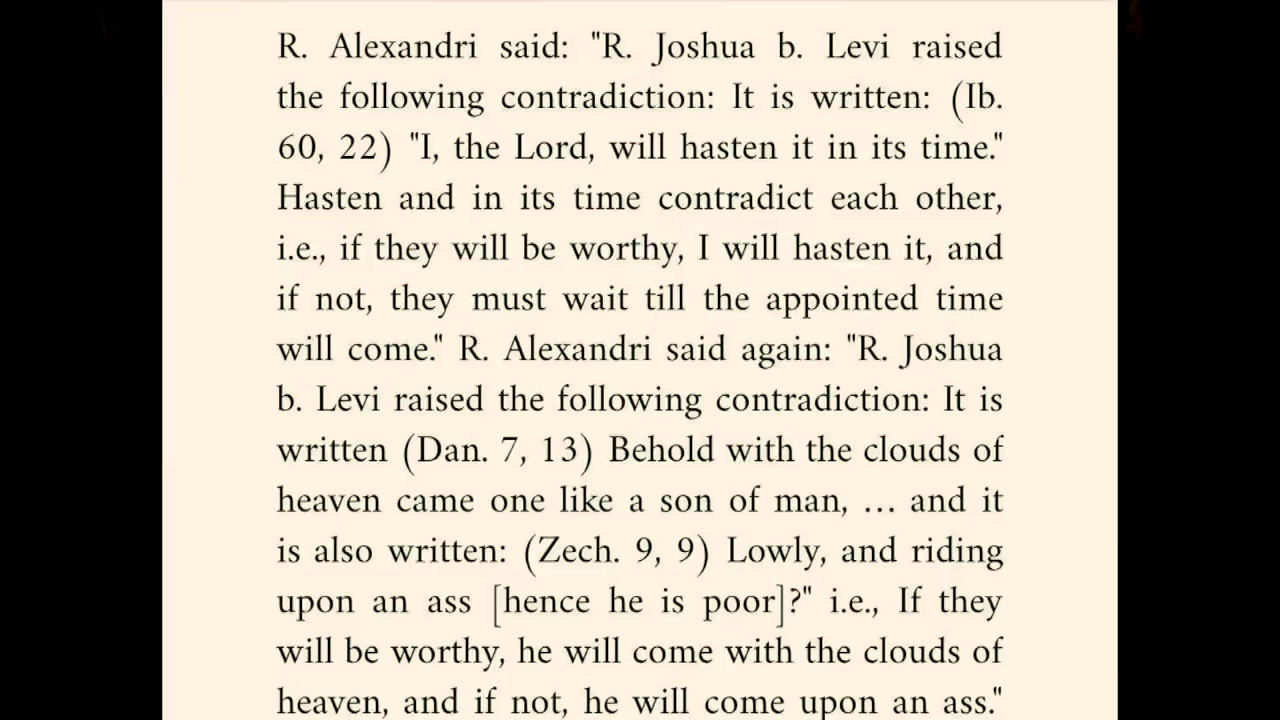 R. Alexandri said: "R. Joshua b. Levi raised
the following contradiction: It is written: (Ib.
60, 22) "I, the Lord, will hasten it in its time."
Hasten and in its time contradict each other,
i.e., if they will be worthy, I will hasten it, and
if not, they must wait till the appointed time
will come." R. Alexandri said again: "R. Joshua
b. Levi raised the following contradiction: It is
written (Dan. 7, 13) Behold with the clouds of
heaven came one like a son of man, … and it
is also written: (Zech. 9, 9) Lowly, and riding
upon an ass [hence he is poor]?" i.e., If they
will be worthy, he will come with the clouds of
heaven, and if not, he will come upon an ass."